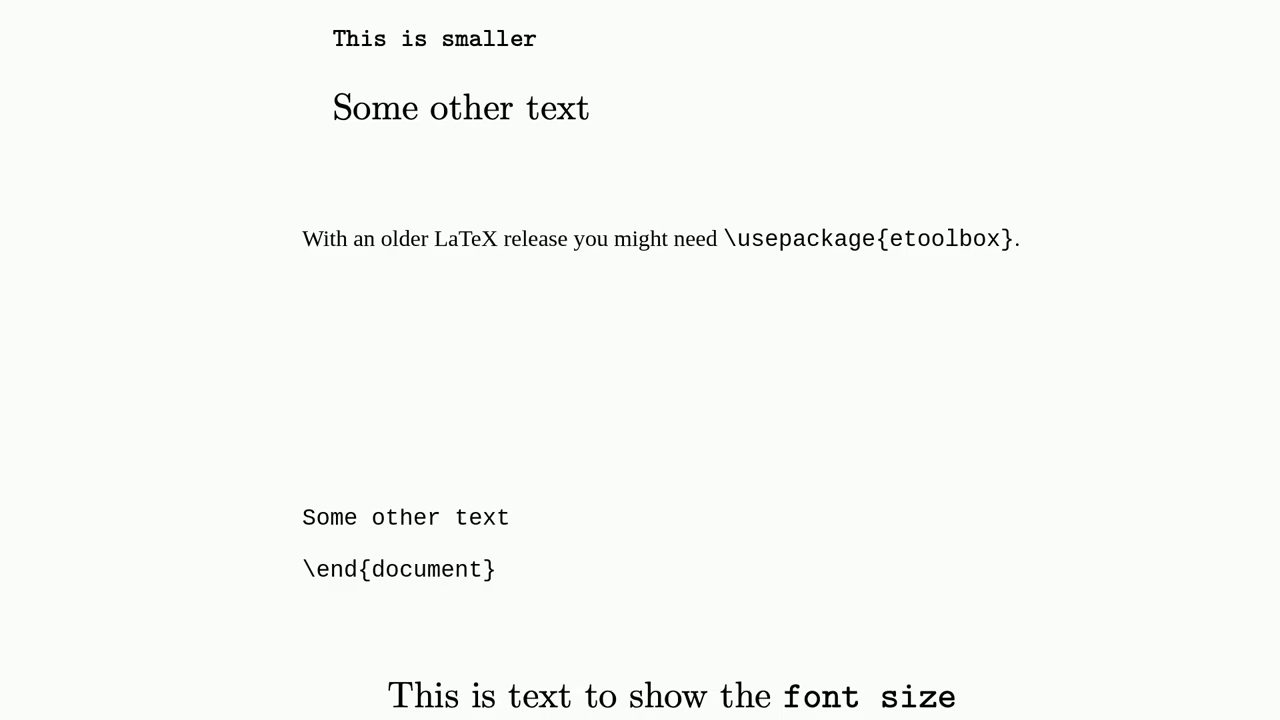 This is smaller
Some other text
With an older LaTeX release you might need \usepackage{etoolbox}.
Some other text
\end{document}
This is text to show the font size